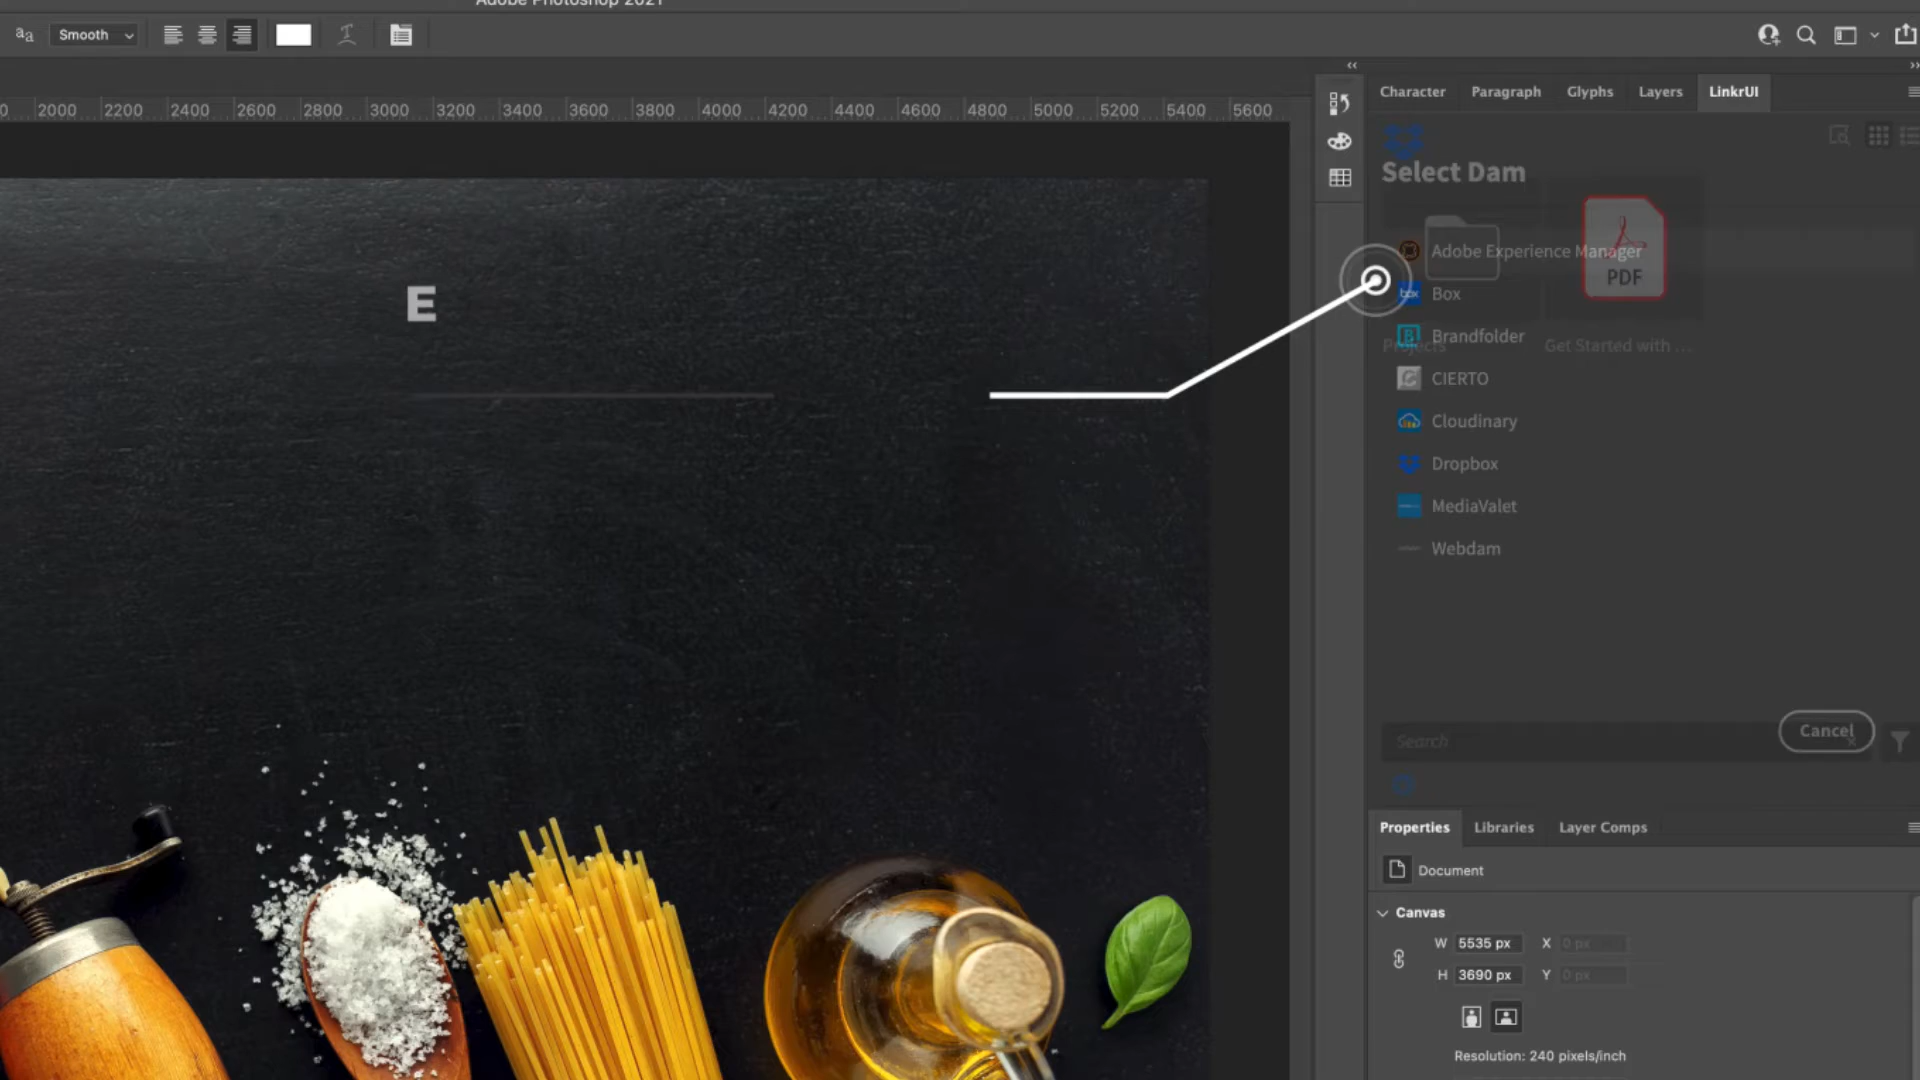 Adobe Photoshop 2021
aa Smooth
2000 2200 2400 2600 2800 3000 3200 3400 3600 3800 4000 4200 4400 4600 4800 5000 5200 5400 5600
Character Paragraph Glyphs Layers LinkrUI
Select Dam
Adobe Experience Manager
PDF
E
box Box
B Brandfolder
Projects
Get Started with ...
CIERTO
Cloudinary
Dropbox
MediaValet
Webdam
Search
Cancel
Properties Libraries Layer Comps
Document
Canvas
W 5535 px X 0 px
H 3690 px Y 0 px
Resolution: 240 pixels/inch